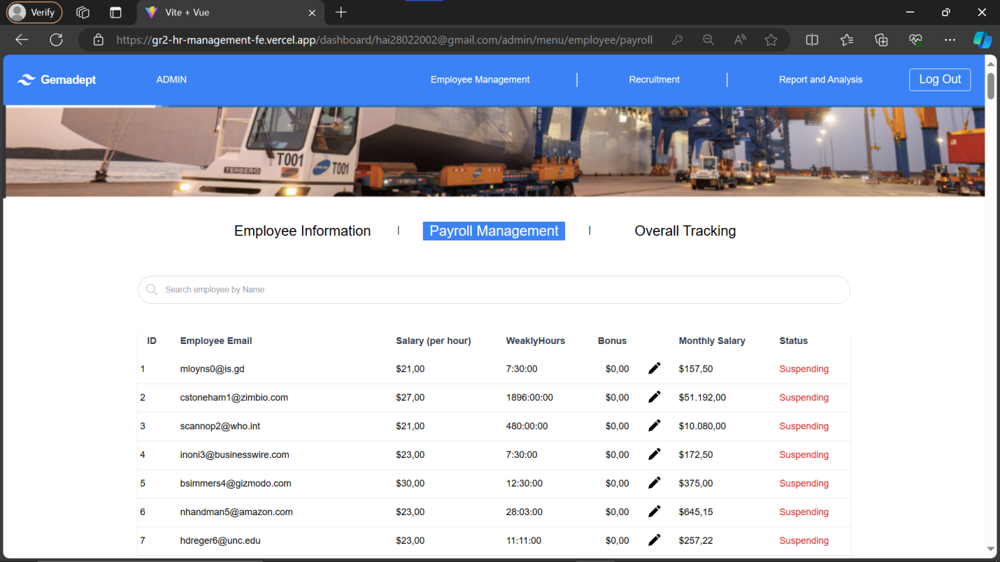 Verify
Vite + Vue
https://gr2-hr-management-fe.vercel.app/dashboard/hai28022002@gmail.com/admin/menu/employee/payroll
Gemadept ADMIN Employee Management Recruitment Report and Analysis Log Out
T001
TERBERG
T001
Employee Information | Payroll Management | Overall Tracking
Search employee by Name
ID Employee Email Salary (per hour) WeaklyHours Bonus Monthly Salary Status
1 mloyns0@is.gd $21,00 7:30:00 $0,00 $157,50 Suspending
2 cstoneham1@zimbio.com $27,00 1896:00:00 $0,00 $51.192,00 Suspending
3 scannop2@who.int $21,00 480:00:00 $0,00 $10.080,00 Suspending
4 inoni3@businesswire.com $23,00 7:30:00 $0,00 $172,50 Suspending
5 bsimmers4@gizmodo.com $30,00 12:30:00 $0,00 $375,00 Suspending
6 nhandman5@amazon.com $23,00 28:03:00 $0,00 $645,15 Suspending
7 hdreger6@unc.edu $23,00 11:11:00 $0,00 $257,22 Suspending